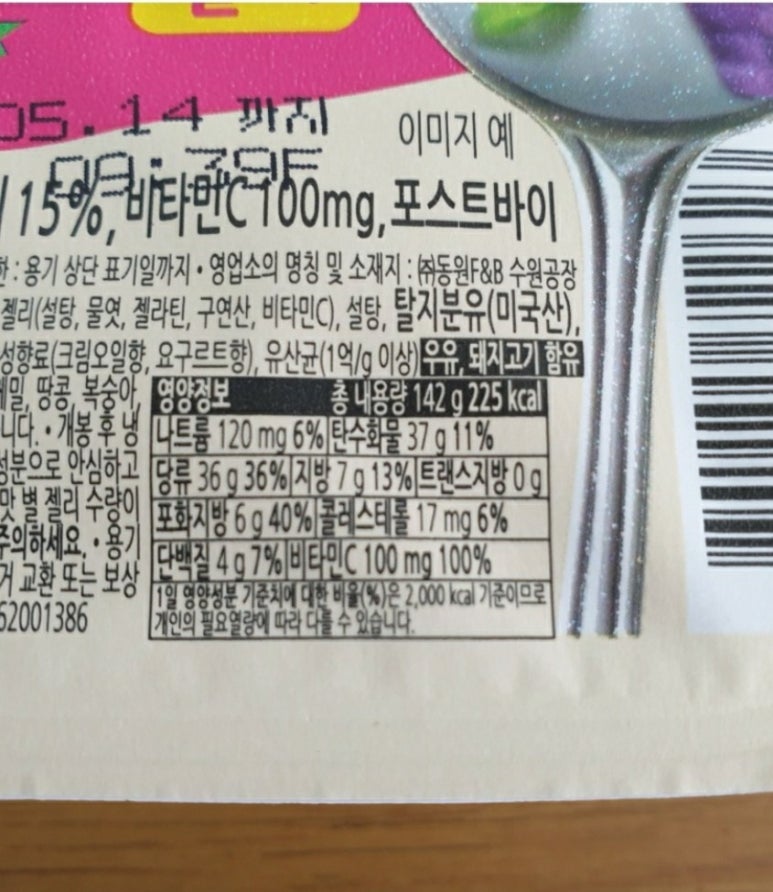 05.14 까지
이미지 예
15%, 비타민C 100mg, 포스트바이
한 : 용기 상단 표기일까지 • 영업소의 명칭 및 소재지 : ㈜동원F&B 수원공장
젤리(설탕, 물엿, 젤라틴, 구연산, 비타민C), 설탕, 탈지분유(미국산),
성향료(크림오일향, 요구르트향), 유산균(1억/g 이상) 우유, 돼지고기 함유
메밀, 땅콩, 복숭아,
니다. • 개봉 후 냉
성분으로 안심하고
맛 별 젤리 수량이
주의하세요. • 용기
거 교환 또는 보상
62001386
영양정보 총 내용량 142 g 225 kcal
나트륨 120 mg 6% 탄수화물 37 g 11%
당류 36 g 36% 지방 7 g 13% 트랜스지방 0 g
포화지방 6 g 40% 콜레스테롤 17 mg 6%
단백질 4 g 7% 비타민C 100 mg 100%
1일 영양성분 기준치에 대한 비율(%)은 2,000 kcal 기준이므로
개인의 필요열량에 따라 다를 수 있습니다.